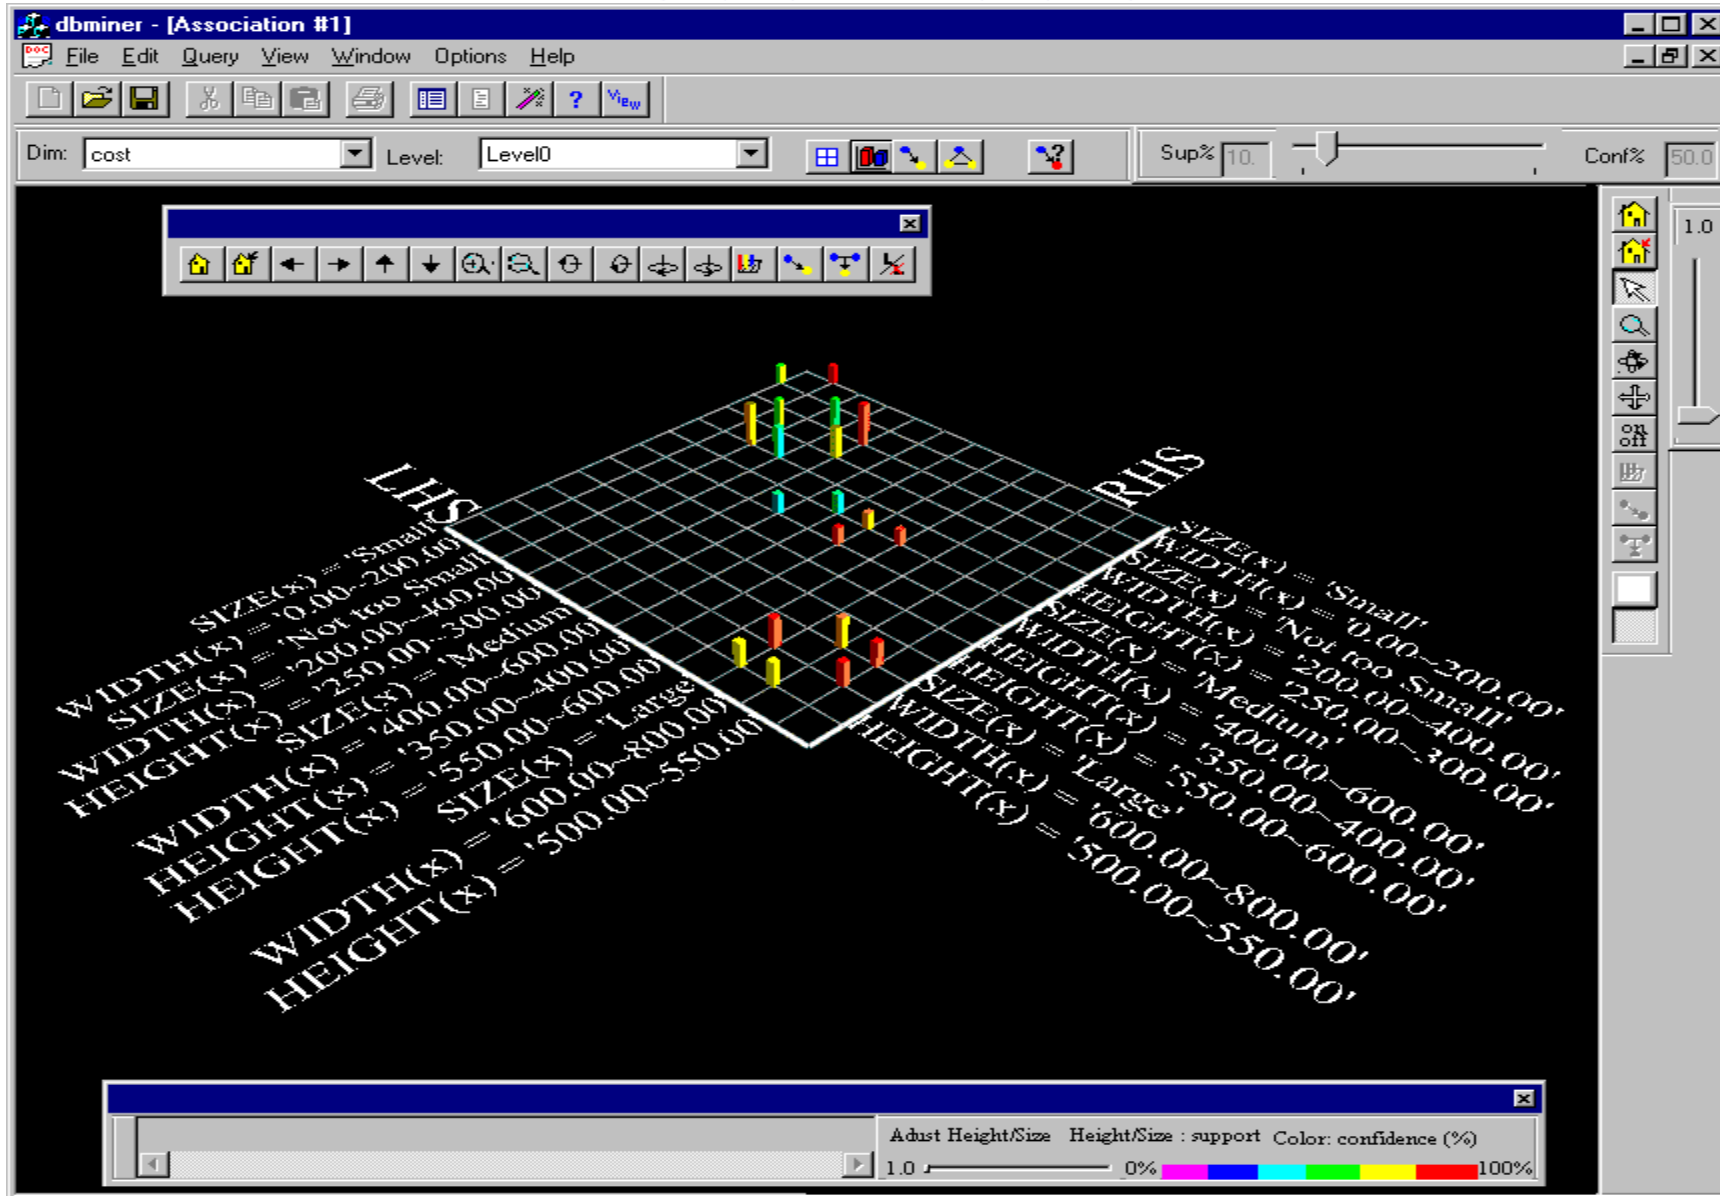 dbminer - [Association #1]
DOC File Edit Query View Window Options Help
? View
Dim: cost Level: Level0 ? Sup% 10. Conf% 50.0
1.0
on
off
LHS
RHS
SIZE(x) = 'Small'
WIDTH(x) = '0.00~200.00'
SIZE(x) = 'Not too Small'
WIDTH(x) = '200.00~400.00'
HEIGHT(x) = '250.00~300.00'
SIZE(x) = 'Medium'
WIDTH(x) = '400.00~600.00'
HEIGHT(x) = '350.00~400.00'
HEIGHT(x) = '550.00~600.00'
SIZE(x) = 'Large'
WIDTH(x) = '600.00~800.00'
HEIGHT(x) = '500.00~550.00'
SIZE(x) = 'Small'
WIDTH(x) = '0.00~200.00'
SIZE(x) = 'Not too Small'
WIDTH(x) = '200.00~400.00'
HEIGHT(x) = '250.00~300.00'
SIZE(x) = 'Medium'
WIDTH(x) = '400.00~600.00'
HEIGHT(x) = '350.00~400.00'
HEIGHT(x) = '550.00~600.00'
SIZE(x) = 'Large'
WIDTH(x) = '600.00~800.00'
HEIGHT(x) = '500.00~550.00'
Adust Height/Size Height/Size : support Color: confidence (%)
1.0 0% 100%